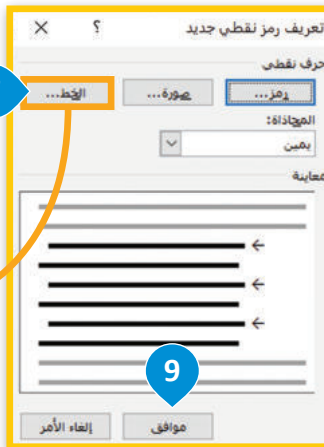 تعريف رمز نقطي جديد ؟ ×
حرف نقطي
رمز... صورة... الخط...
المحاذاة:
يمين
معاينة
9
موافق إلغاء الأمر